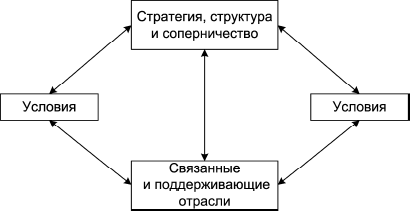 Стратегия, структура
и соперничество
Условия
Условия
Связанные
и поддерживающие
отрасли